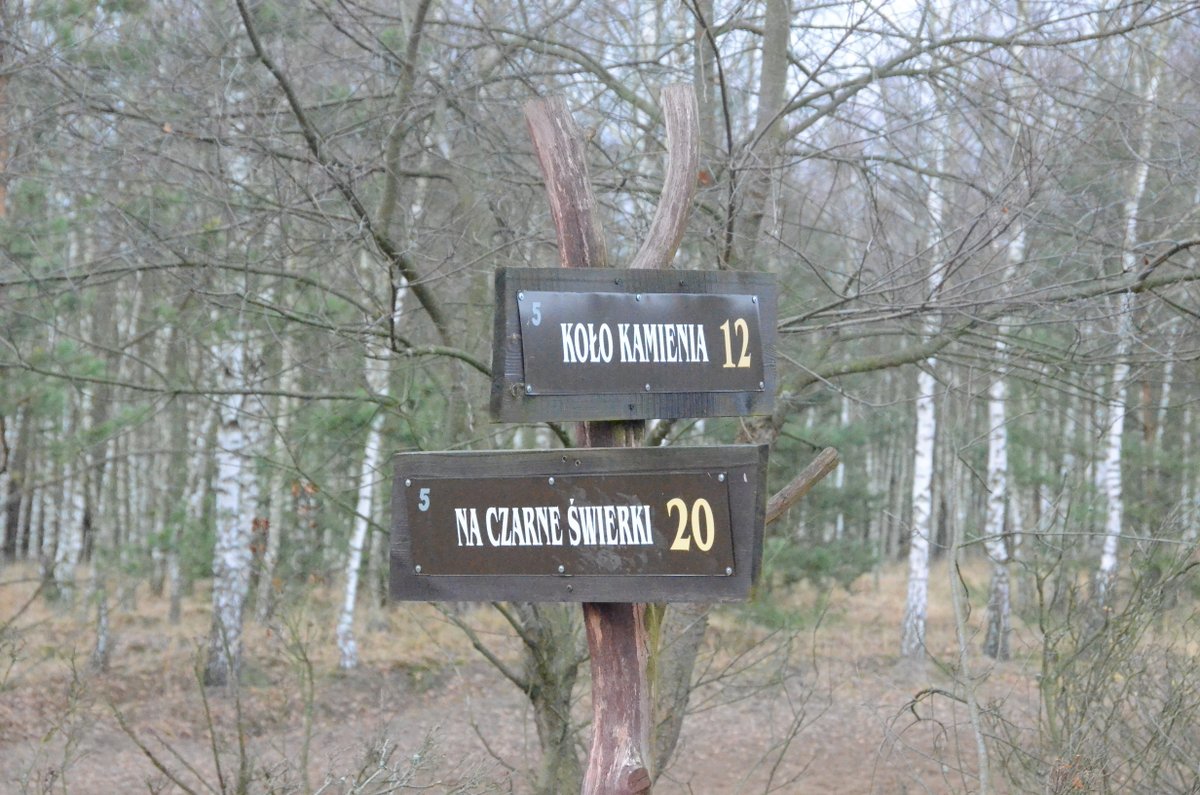 5
KOŁO KAMIENIA 12
5
NA CZARNE ŚWIERKI 20